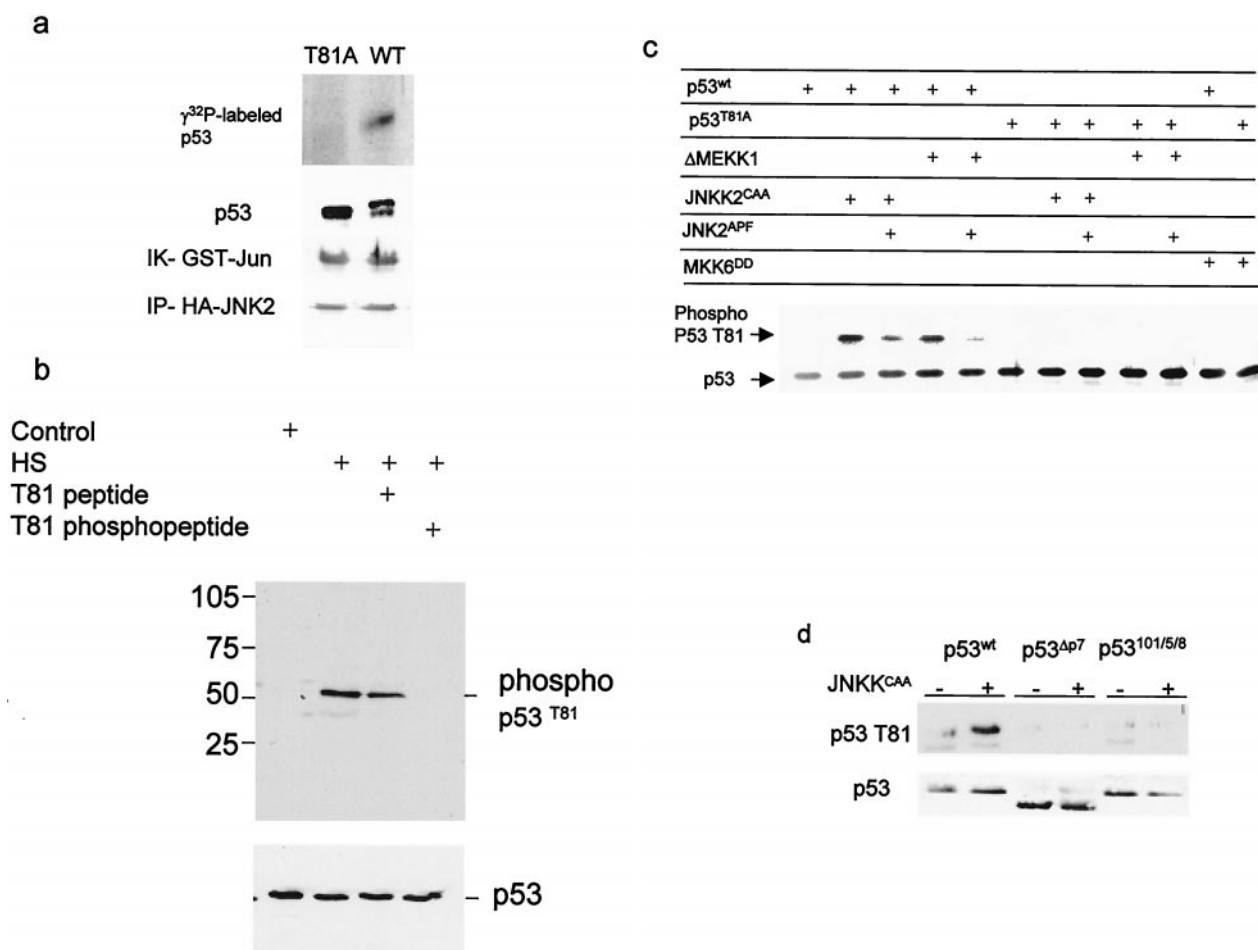 a
T81A WT
γ³²P-labeled
p53
p53
IK- GST-Jun
IP- HA-JNK2
b
Control +
HS + + +
T81 peptide +
T81 phosphopeptide +
105-
75-
50-
25-
phospho
p53 ᵀ⁸¹
p53
c
p53ʷᵗ + + + + + +
p53ᵀ⁸¹ᴬ + + + + + +
ΔMEKK1 + + + +
JNKK2ᶜᴬᴬ + + + +
JNK2ᴬᴾᶠ + + + +
MKK6ᴰᴰ + +
Phospho
P53 T81
p53
d
p53ʷᵗ p53ᐃᵖ⁷ p53¹⁰¹/⁵/⁸
JNKKᶜᴬᴬ - + - + - +
p53 T81
p53